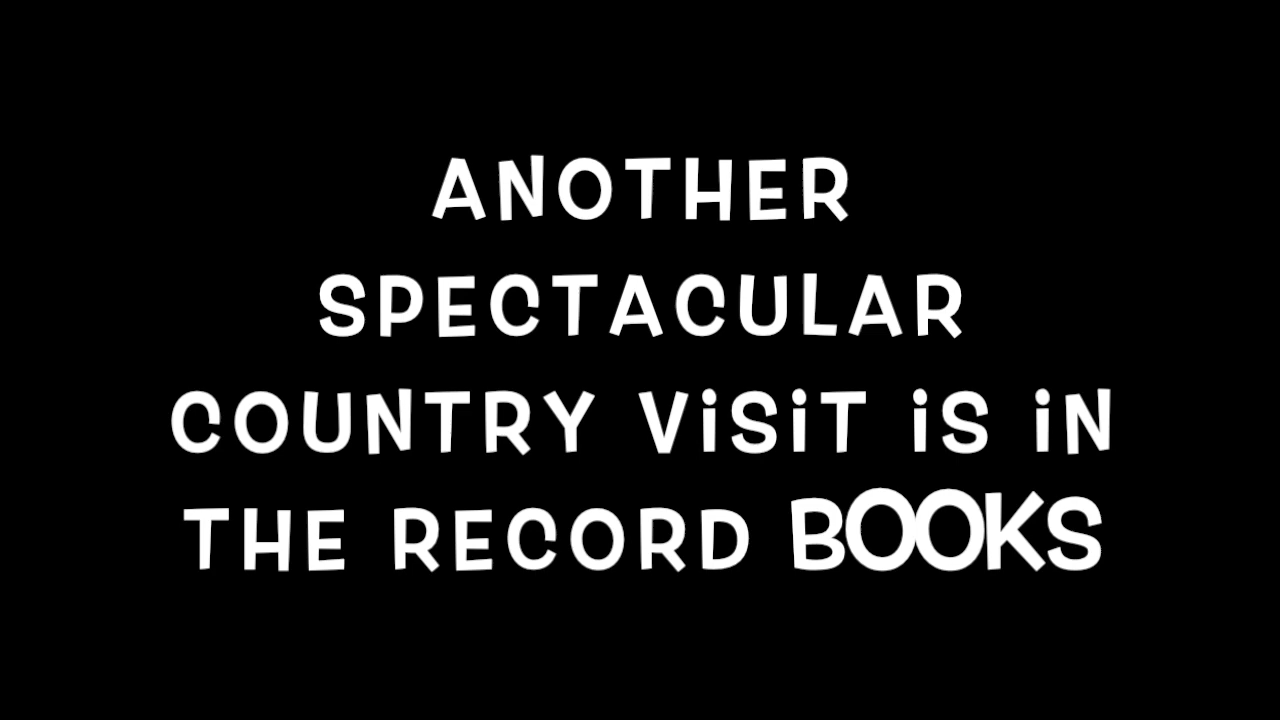 ANOTHER
SPECTACULAR
COUNTRY ViSiT iS iN
THE RECORD BOOKS